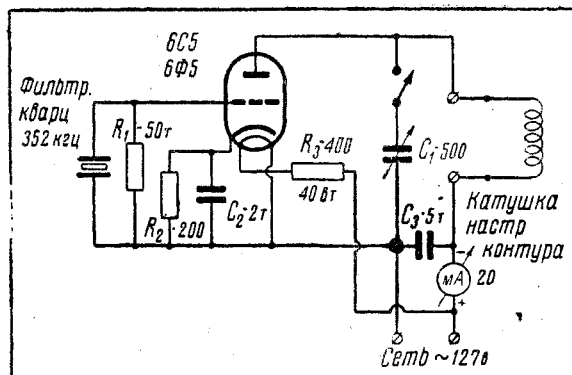 6С5
6Ф5
Фильтр.
кварц
352 кгц
R₁-50т
R₂-200
C₂-2т
R₃-400
40 вт
C₁-500
C₃-5т
Катушка
настр
контура
-
мА
20
+
Сеть ~127в